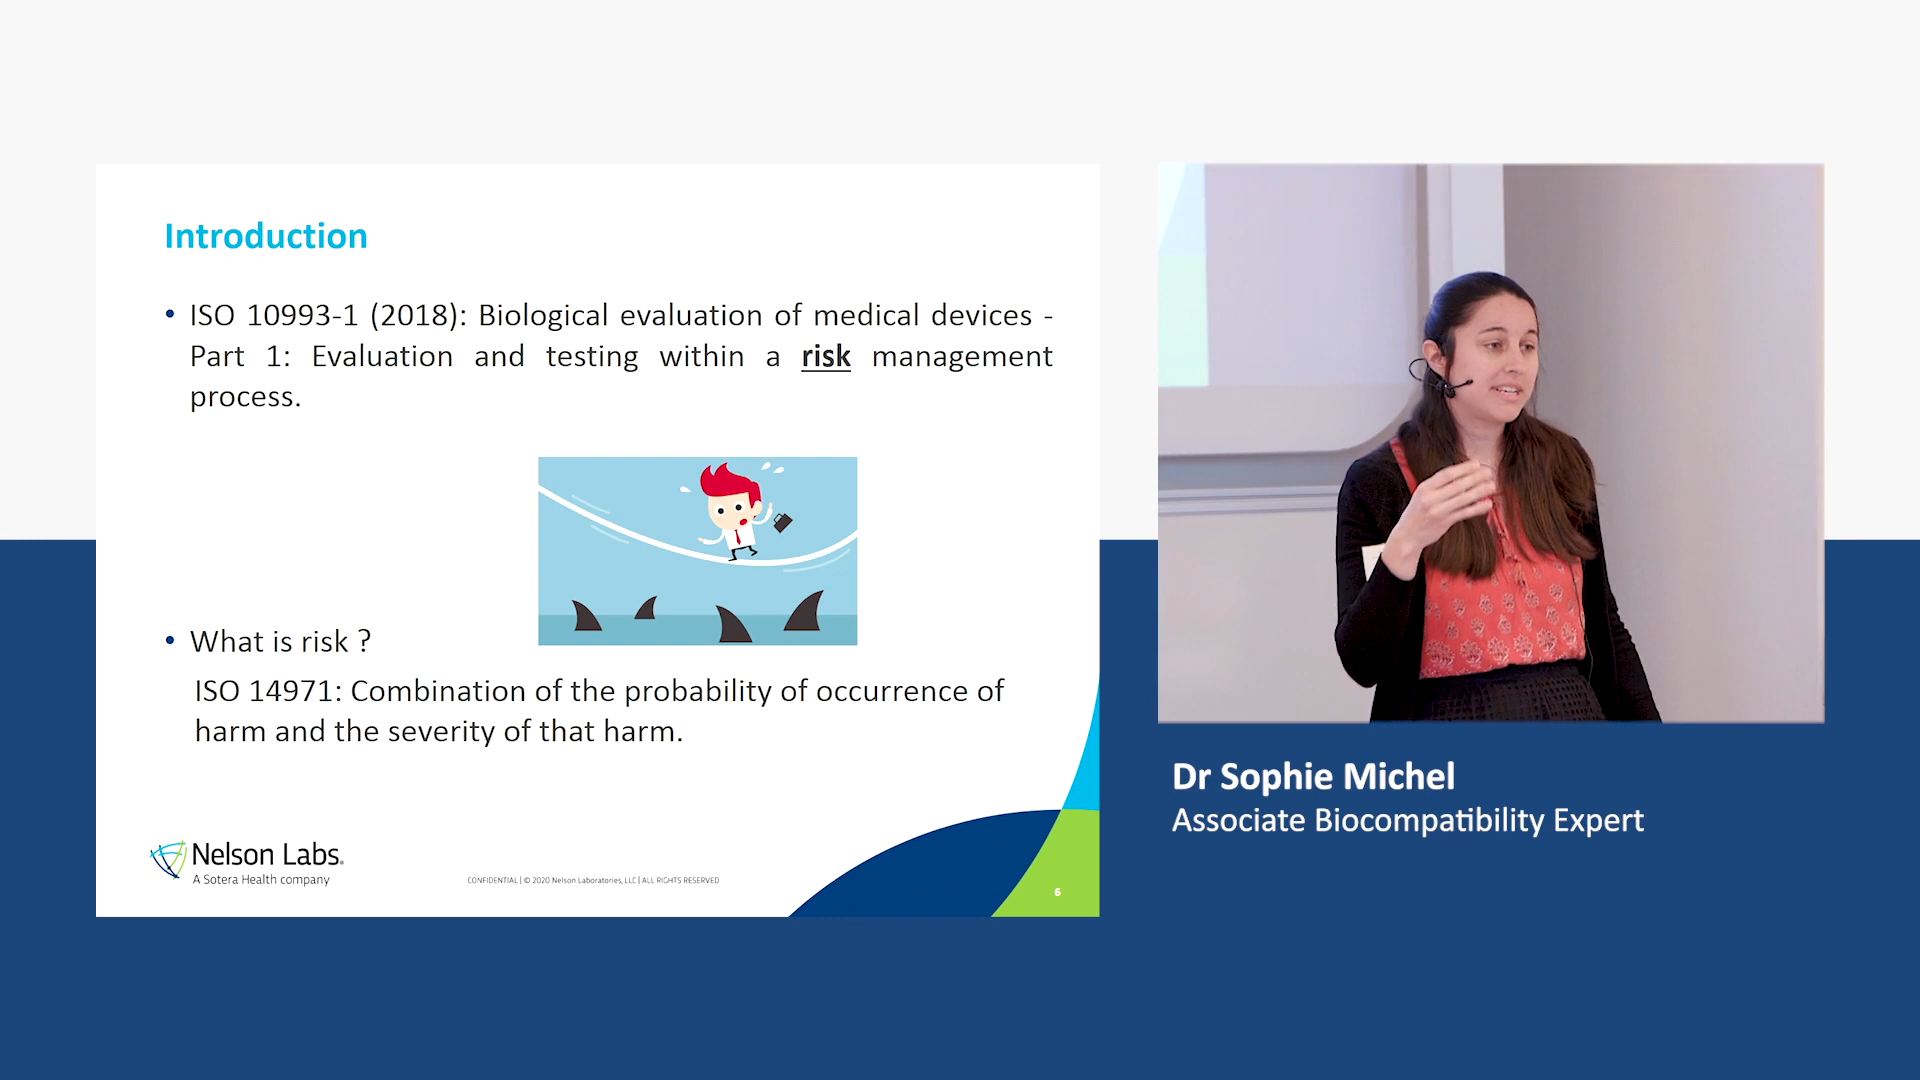 Introduction
• ISO 10993-1 (2018): Biological evaluation of medical devices -
Part 1: Evaluation and testing within a risk management
process.
• What is risk ?
ISO 14971: Combination of the probability of occurrence of
harm and the severity of that harm.
Nelson Labs.
A Sotera Health company
CONFIDENTIAL | © 2020 Nelson Laboratories, LLC | ALL RIGHTS RESERVED
6
Dr Sophie Michel
Associate Biocompatibility Expert